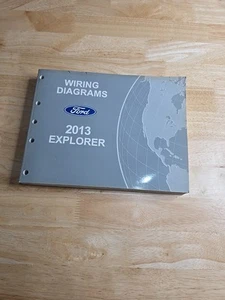 WIRING
DIAGRAMS
Ford
2013
EXPLORER